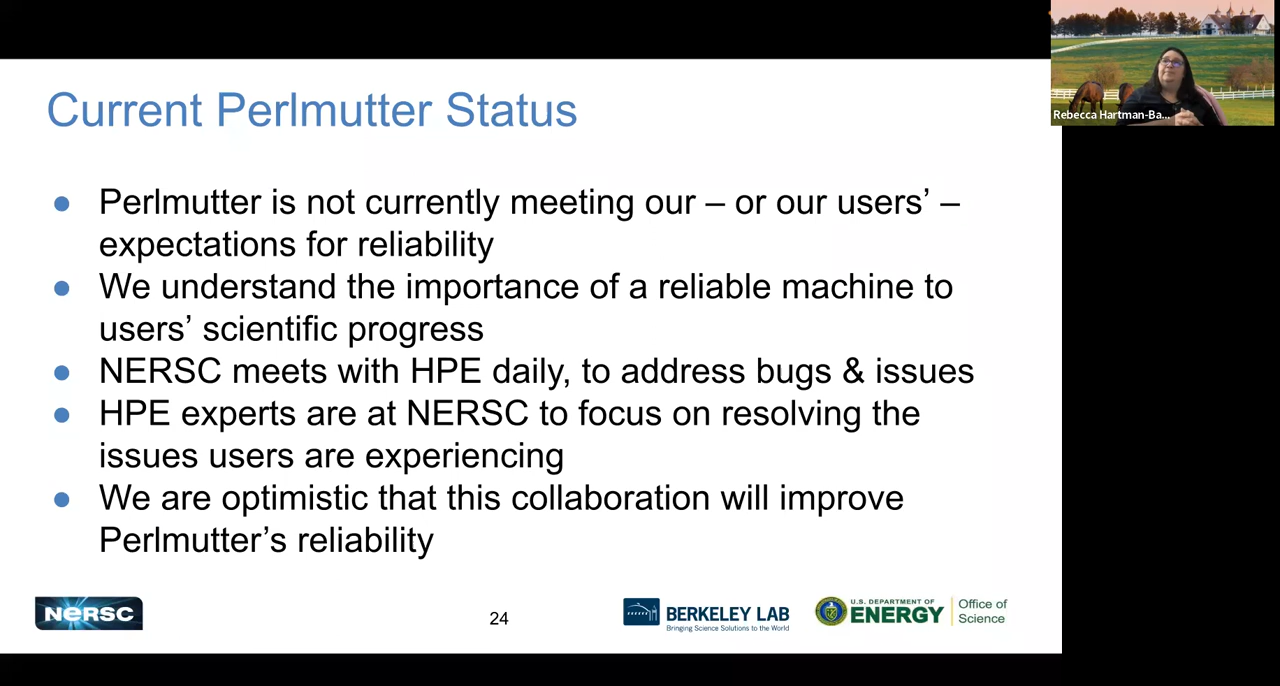 Current Perlmutter Status
Rebecca Hartman-Ba...
● Perlmutter is not currently meeting our – or our users’ –
expectations for reliability
● We understand the importance of a reliable machine to
users’ scientific progress
● NERSC meets with HPE daily, to address bugs & issues
● HPE experts are at NERSC to focus on resolving the
issues users are experiencing
● We are optimistic that this collaboration will improve
Perlmutter’s reliability
NERSC
24
BERKELEY LAB
Bringing Science Solutions to the World
U.S. DEPARTMENT OF
ENERGY
Office of
Science